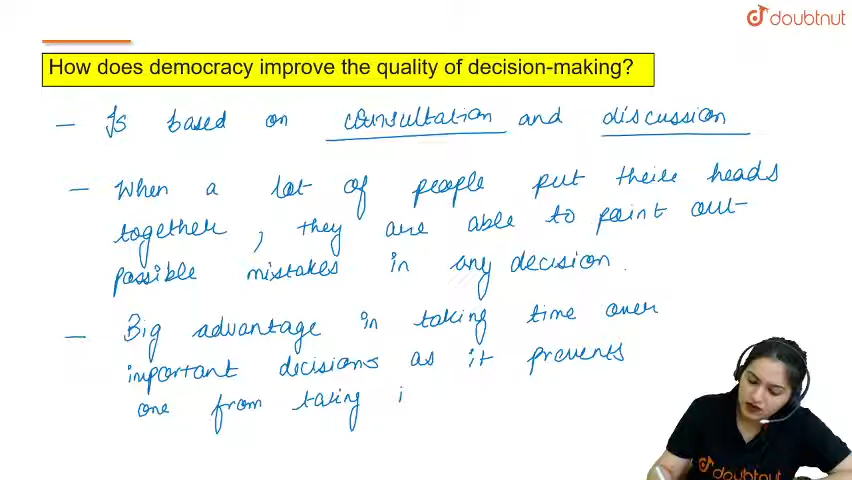 doubtnut
How does democracy improve the quality of decision-making?
— Is based on consultation and discussion
— When a lot of people put their heads
together, they are able to point out
possible mistakes in any decision.
— Big advantage in taking time over
important decisions as it prevents
one from taking i
doubtnut